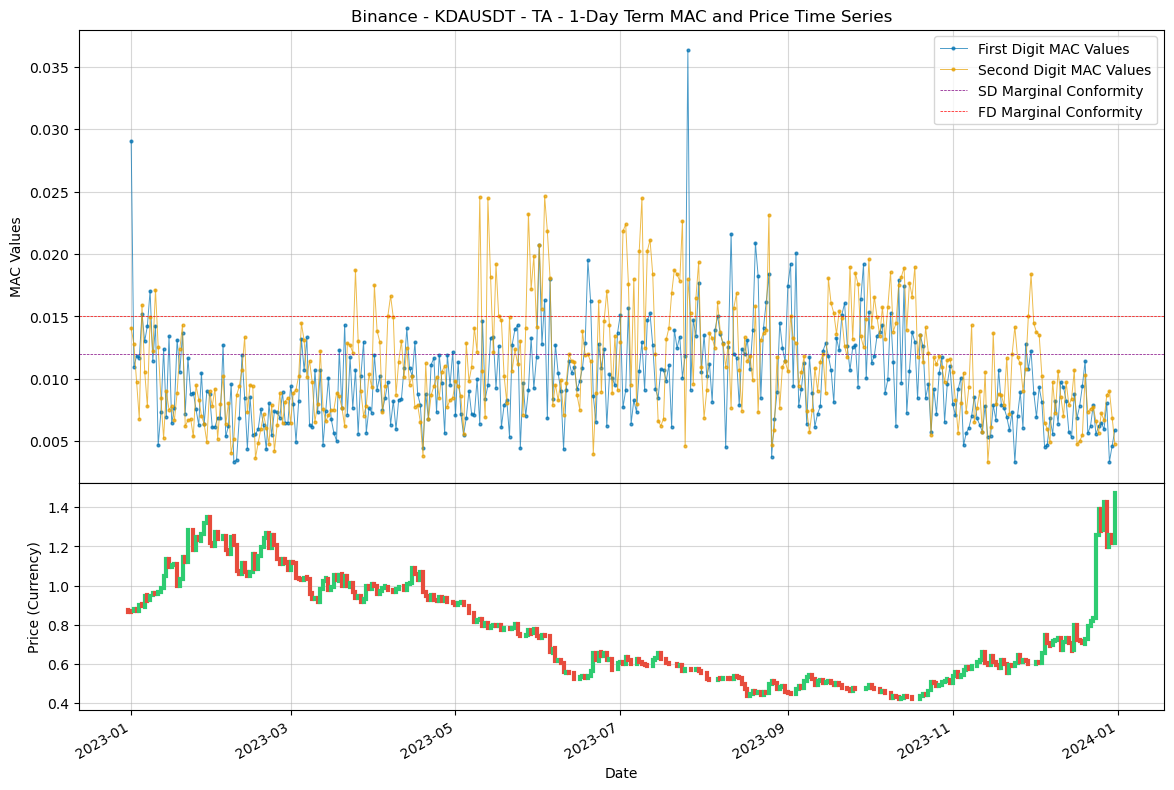 Binance - KDAUSDT - TA - 1-Day Term MAC and Price Time Series
First Digit MAC Values
Second Digit MAC Values
SD Marginal Conformity
FD Marginal Conformity
MAC Values
0.035
0.030
0.025
0.020
0.015
0.010
0.005
Price (Currency)
1.4
1.2
1.0
0.8
0.6
0.4
2023-01
2023-03
2023-05
2023-07
2023-09
2023-11
2024-01
Date